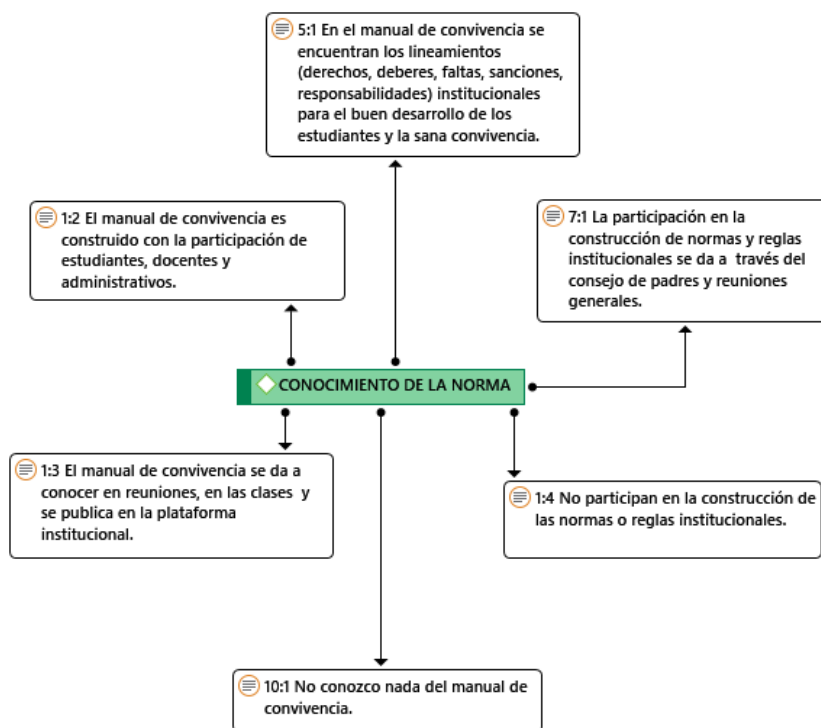 5:1 En el manual de convivencia se
encuentran los lineamientos
(derechos, deberes, faltas, sanciones,
responsabilidades) institucionales
para el buen desarrollo de los
estudiantes y la sana convivencia.
1:2 El manual de convivencia es
construido con la participación de
estudiantes, docentes y
administrativos.
7:1 La participación en la
construcción de normas y reglas
institucionales se da a través del
consejo de padres y reuniones
generales.
CONOCIMIENTO DE LA NORMA
1:3 El manual de convivencia se da a
conocer en reuniones, en las clases y
se publica en la plataforma
institucional.
1:4 No participan en la construcción de
las normas o reglas institucionales.
10:1 No conozco nada del manual de
convivencia.